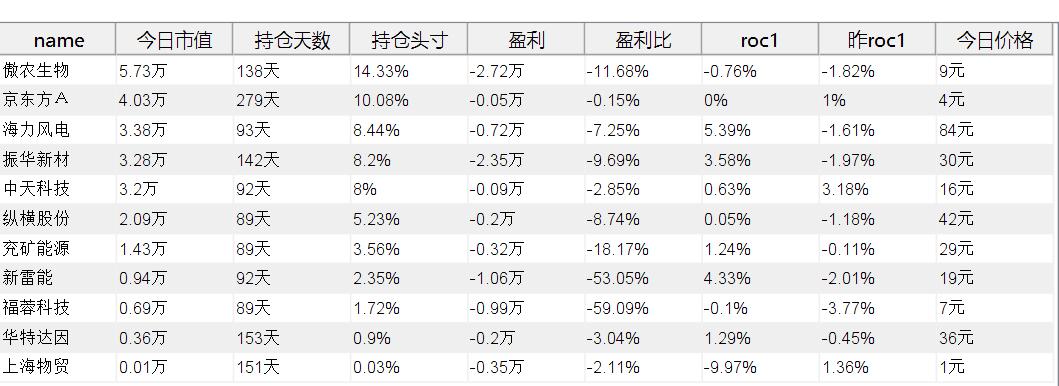 name 今日市值 持仓天数 持仓头寸 盈利 盈利比 roc1 昨roc1 今日价格
傲农生物 5.73万 138天 14.33% -2.72万 -11.68% -0.76% -1.82% 9元
京东方Ａ 4.03万 279天 10.08% -0.05万 -0.15% 0% 1% 4元
海力风电 3.38万 93天 8.44% -0.72万 -7.25% 5.39% -1.61% 84元
振华新材 3.28万 142天 8.2% -2.35万 -9.69% 3.58% -1.97% 30元
中天科技 3.2万 92天 8% -0.09万 -2.85% 0.63% 3.18% 16元
纵横股份 2.09万 89天 5.23% -0.2万 -8.74% 0.05% -1.18% 42元
兖矿能源 1.43万 89天 3.56% -0.32万 -18.17% 1.24% -0.11% 29元
新雷能 0.94万 92天 2.35% -1.06万 -53.05% 4.33% -2.01% 19元
福蓉科技 0.69万 89天 1.72% -0.99万 -59.09% -0.1% -3.77% 7元
华特达因 0.36万 153天 0.9% -0.2万 -3.04% 1.29% -0.45% 36元
上海物贸 0.01万 151天 0.03% -0.35万 -2.11% -9.97% 1.36% 1元